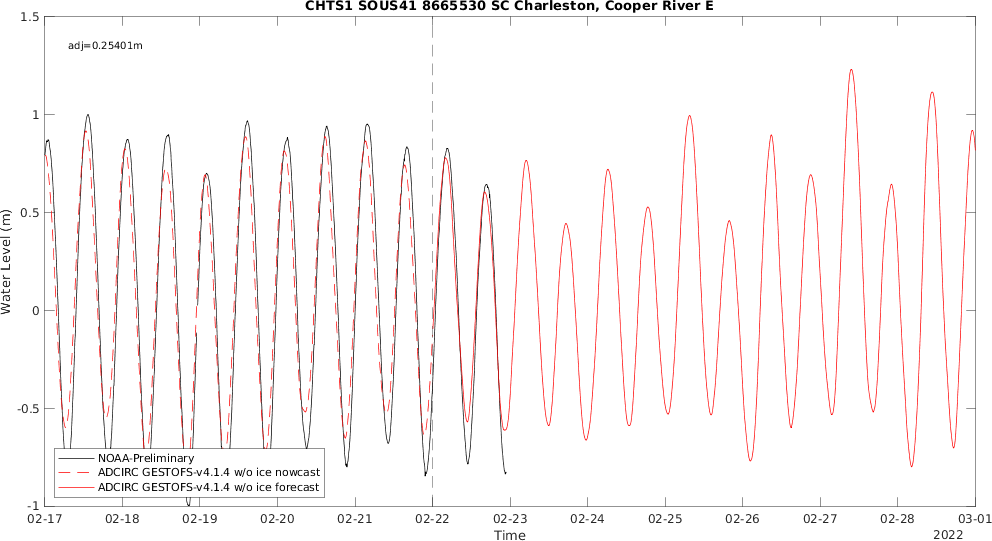 CHTS1 SOUS41 8665530 SC Charleston, Cooper River E
adj=0.25401m
1.5
1
0.5
0
-0.5
-1
Water Level (m)
NOAA-Preliminary
ADCIRC GESTOFS-v4.1.4 w/o ice nowcast
ADCIRC GESTOFS-v4.1.4 w/o ice forecast
02-17 02-18 02-19 02-20 02-21 02-22 02-23 02-24 02-25 02-26 02-27 02-28 03-01
Time
2022